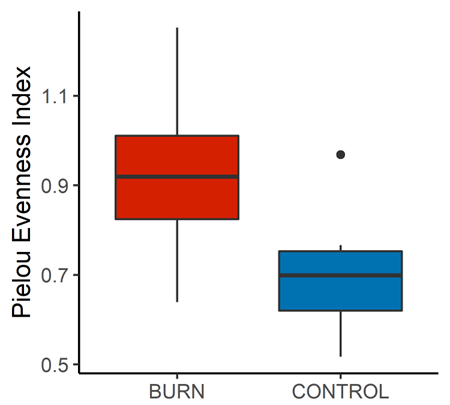 Pielou Evenness Index
1.1
0.9
0.7
0.5
BURN
CONTROL